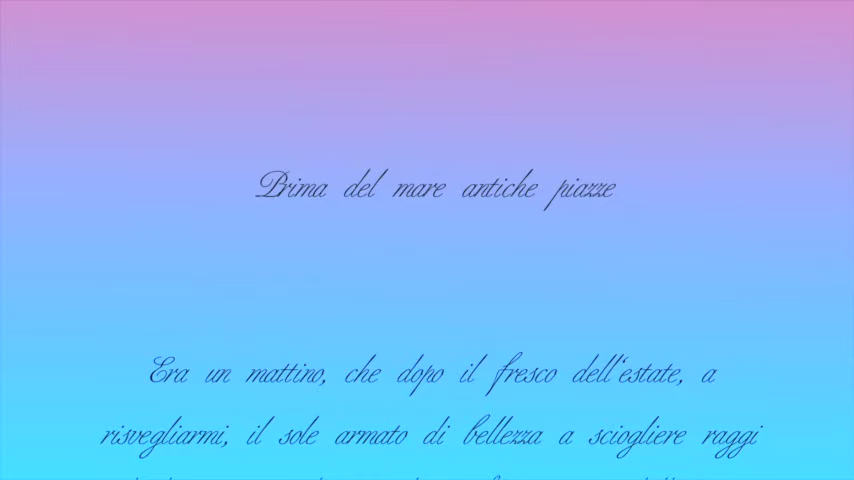 Prima del mare antiche piazze
Era un mattino, che dopo il fresco dell'estate, a
risvegliarmi, il sole armato di bellezza a sciogliere raggi